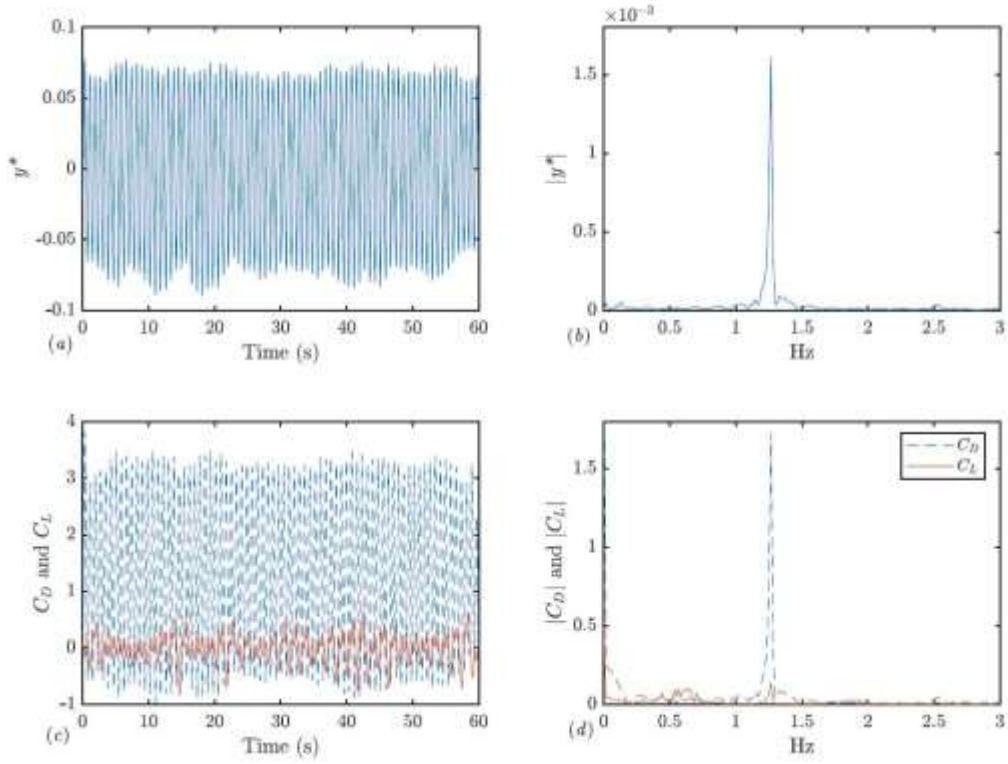 0.1
0.05
0
-0.05
-0.1
y*
0 10 20 30 40 50 60
(a) Time (s)
×10⁻³
1.5
1
0.5
0
|y*|
0 0.5 1 1.5 2 2.5 3
(b) Hz
4
3
2
1
0
-1
C_D and C_L
0 10 20 30 40 50 60
(c) Time (s)
C_D
C_L
1.5
1
0.5
0
|C_D| and |C_L|
0 0.5 1 1.5 2 2.5 3
(d) Hz